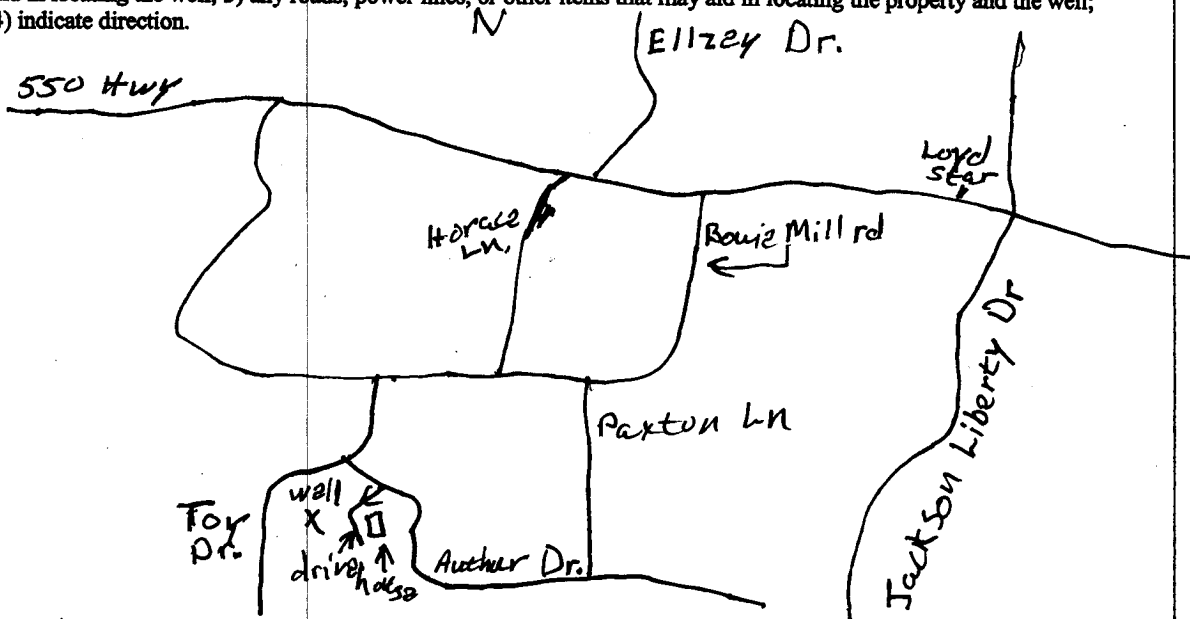 4) indicate direction.
N
Ellzey Dr.
550 Hwy
Loyd
Star
Horace
Ln.
Bowie Mill rd
Jackson Liberty Dr
Paxton Ln
well
X
Foy
Dr.
drive
house
Auther Dr.